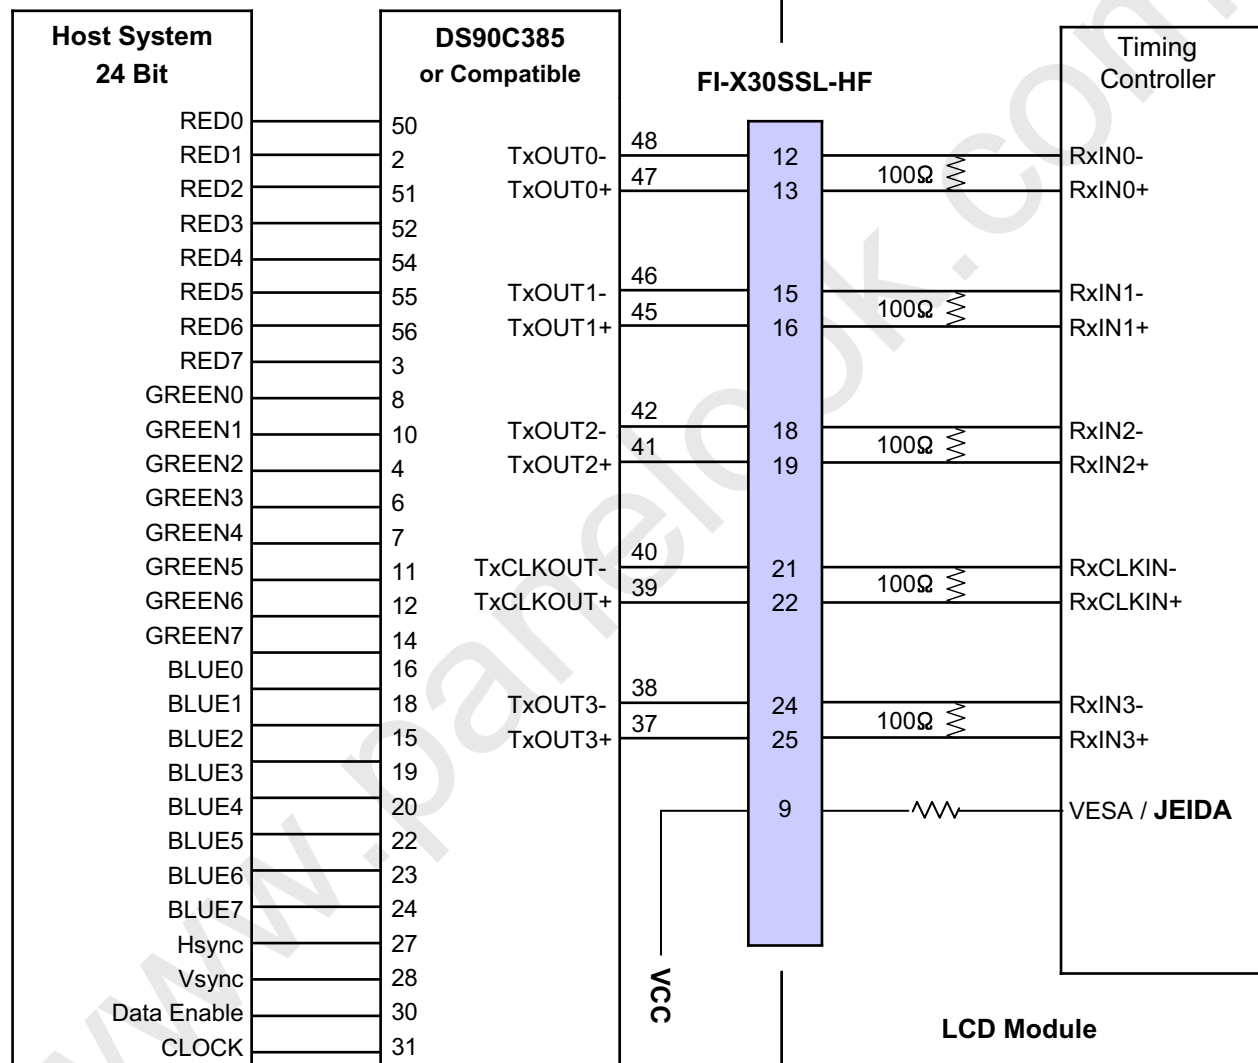 Host System
24 Bit
RED0
RED1
RED2
RED3
RED4
RED5
RED6
RED7
GREEN0
GREEN1
GREEN2
GREEN3
GREEN4
GREEN5
GREEN6
GREEN7
BLUE0
BLUE1
BLUE2
BLUE3
BLUE4
BLUE5
BLUE6
BLUE7
Hsync
Vsync
Data Enable
CLOCK
DS90C385
or Compatible
50
2
51
52
54
55
56
3
8
10
4
6
7
11
12
14
16
18
15
19
20
22
23
24
27
28
30
31
TxOUT0-
TxOUT0+
TxOUT1-
TxOUT1+
TxOUT2-
TxOUT2+
TxCLKOUT-
TxCLKOUT+
TxOUT3-
TxOUT3+
48
47
46
45
42
41
40
39
38
37
VCC
FI-X30SSL-HF
12
13
15
16
18
19
21
22
24
25
9
100Ω
100Ω
100Ω
100Ω
100Ω
Timing
Controller
RxIN0-
RxIN0+
RxIN1-
RxIN1+
RxIN2-
RxIN2+
RxCLKIN-
RxCLKIN+
RxIN3-
RxIN3+
VESA / JEIDA
LCD Module
www.panelook.com